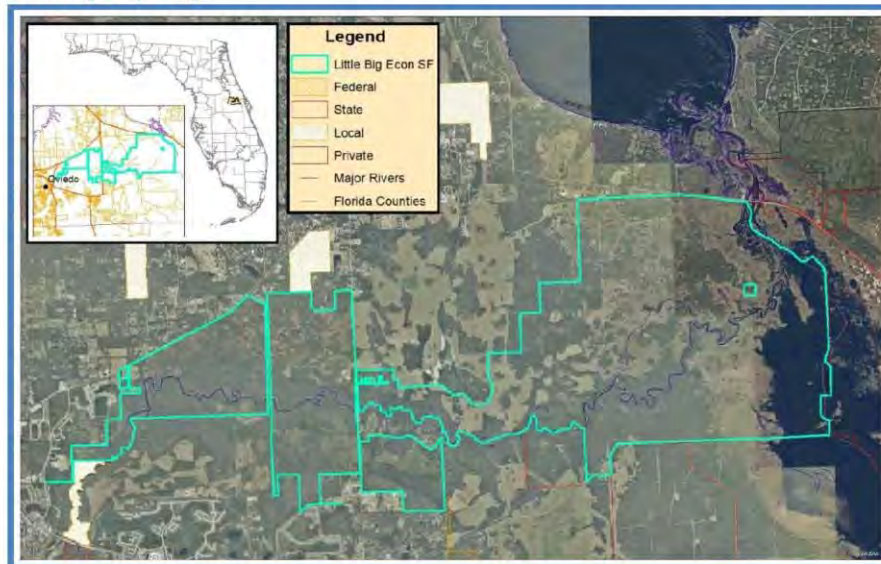 Oviedo
Legend
Little Big Econ SF
Federal
State
Local
Private
Major Rivers
Florida Counties